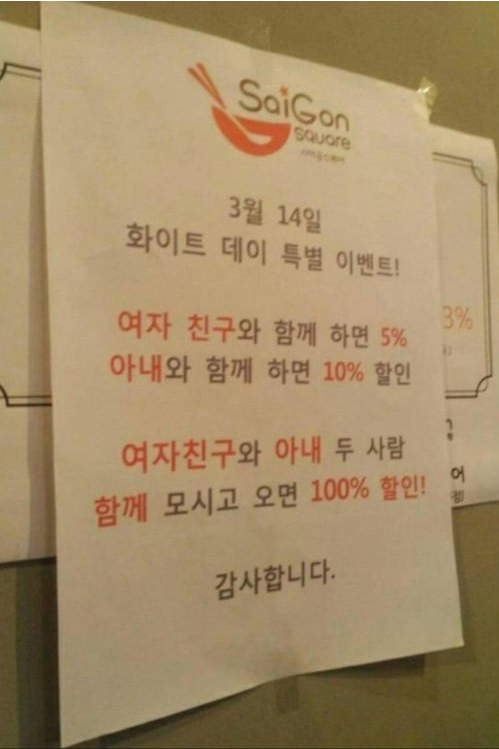 SaiGon
square
사이공스퀘어
3월 14일
화이트 데이 특별 이벤트!
여자 친구와 함께 하면 5%
아내와 함께 하면 10% 할인
여자친구와 아내 두 사람
함께 모시고 오면 100% 할인!
감사합니다.
3%
어
점)